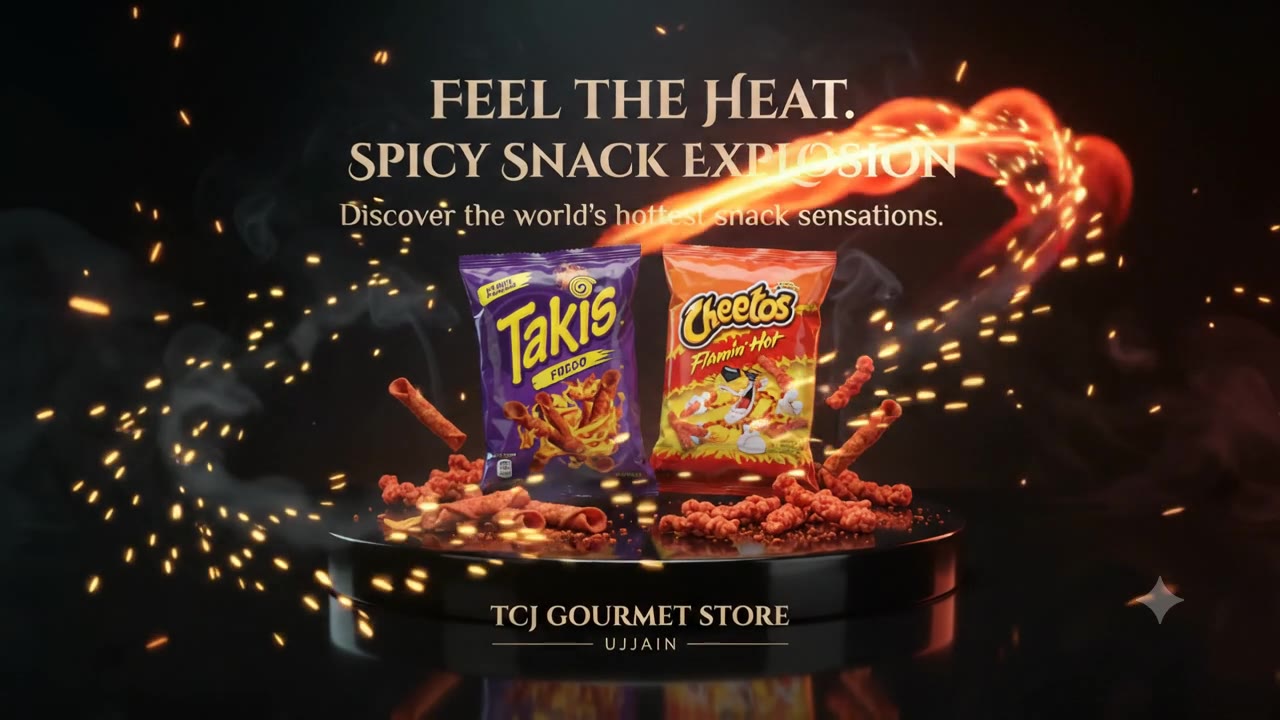 FEEL THE HEAT.
SPICY SNACK EXPLOSION
Discover the world's hottest snack sensations.
Takis
FUEGO
Cheetos
Flamin' Hot
TCJ GOURMET STORE
UJJAIN